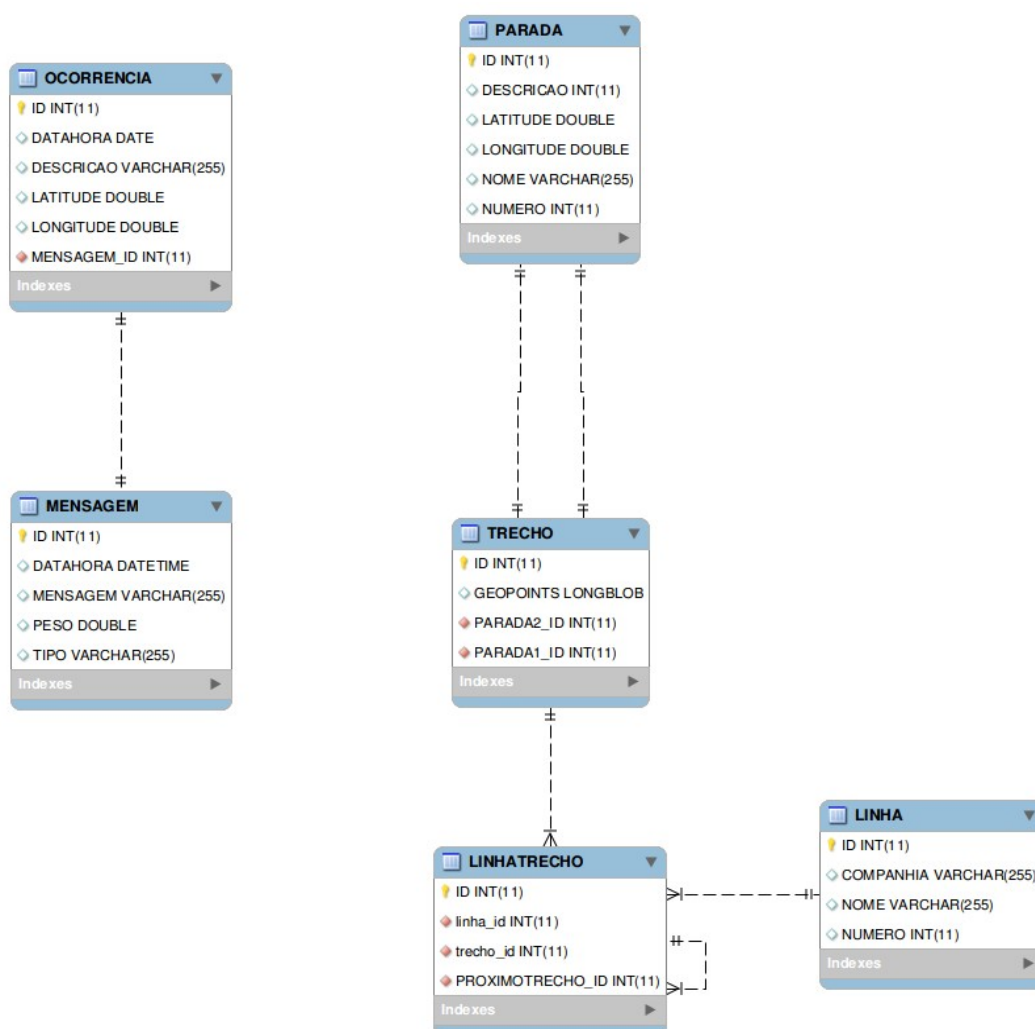 PARADA
ID INT(11)
DESCRICAO INT(11)
LATITUDE DOUBLE
LONGITUDE DOUBLE
NOME VARCHAR(255)
NUMERO INT(11)
Indexes
OCORRENCIA
ID INT(11)
DATAHORA DATE
DESCRICAO VARCHAR(255)
LATITUDE DOUBLE
LONGITUDE DOUBLE
MENSAGEM_ID INT(11)
Indexes
MENSAGEM
ID INT(11)
DATAHORA DATETIME
MENSAGEM VARCHAR(255)
PESO DOUBLE
TIPO VARCHAR(255)
Indexes
TRECHO
ID INT(11)
GEOPOINTS LONGBLOB
PARADA2_ID INT(11)
PARADA1_ID INT(11)
Indexes
LINHATRECHO
ID INT(11)
linha_id INT(11)
trecho_id INT(11)
PROXIMOTRECHO_ID INT(11)
Indexes
LINHA
ID INT(11)
COMPANHIA VARCHAR(255)
NOME VARCHAR(255)
NUMERO INT(11)
Indexes